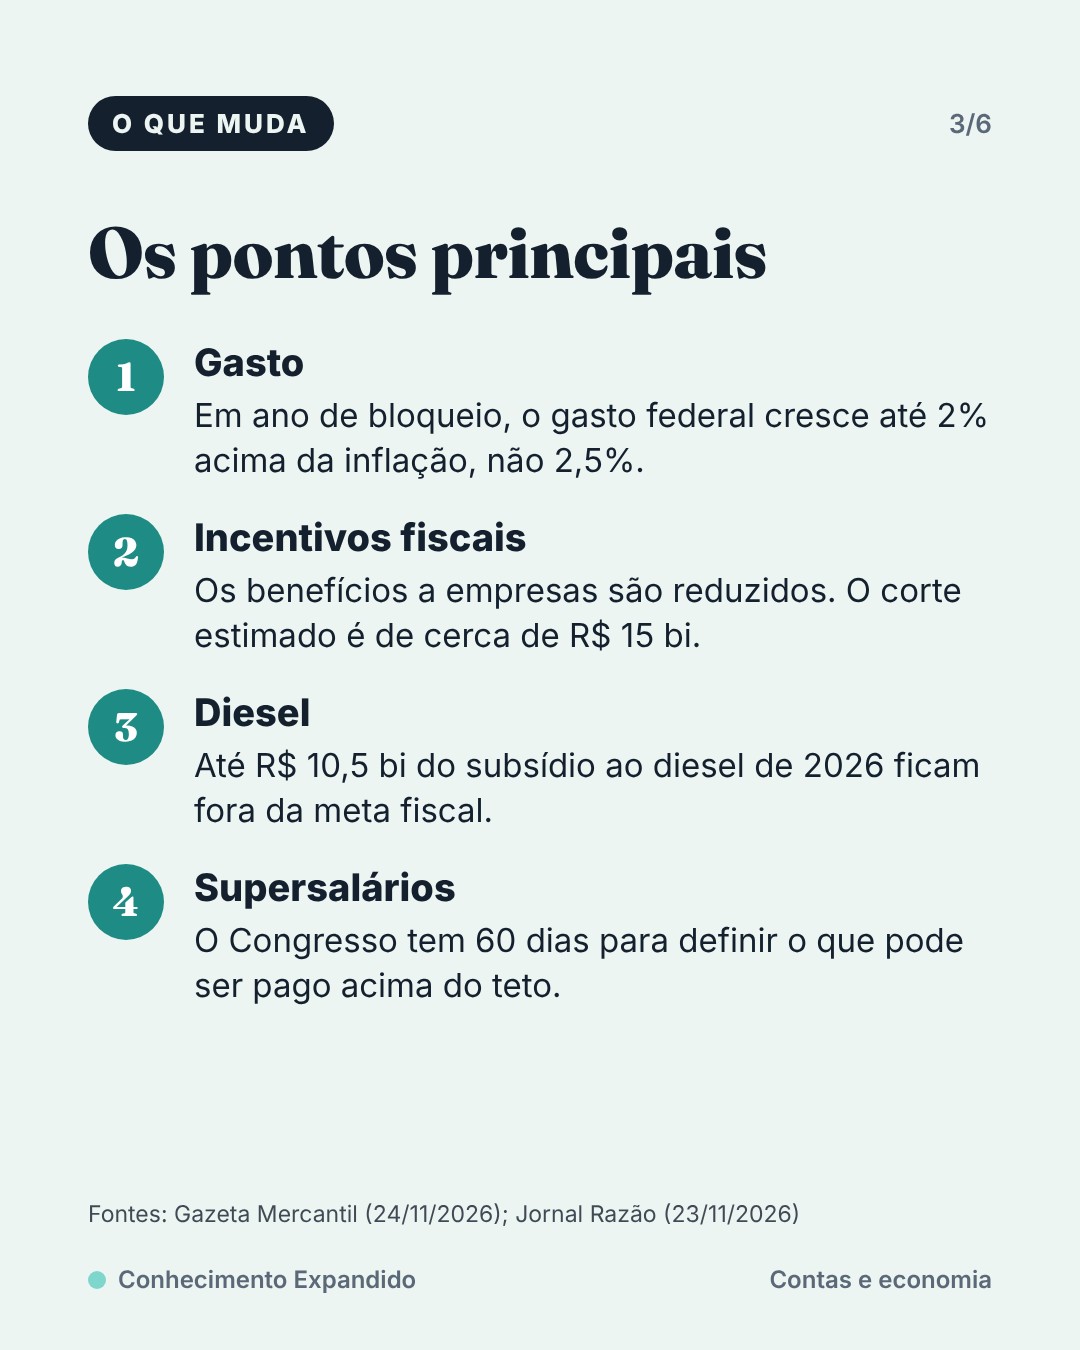 O QUE MUDA
3/6
Os pontos principais
1
Gasto
Em ano de bloqueio, o gasto federal cresce até 2%
acima da inflação, não 2,5%.
2
Incentivos fiscais
Os benefícios a empresas são reduzidos. O corte
estimado é de cerca de R$ 15 bi.
3
Diesel
Até R$ 10,5 bi do subsídio ao diesel de 2026 ficam
fora da meta fiscal.
4
Supersalários
O Congresso tem 60 dias para definir o que pode
ser pago acima do teto.
Fontes: Gazeta Mercantil (24/11/2026); Jornal Razão (23/11/2026)
Conhecimento Expandido
Contas e economia